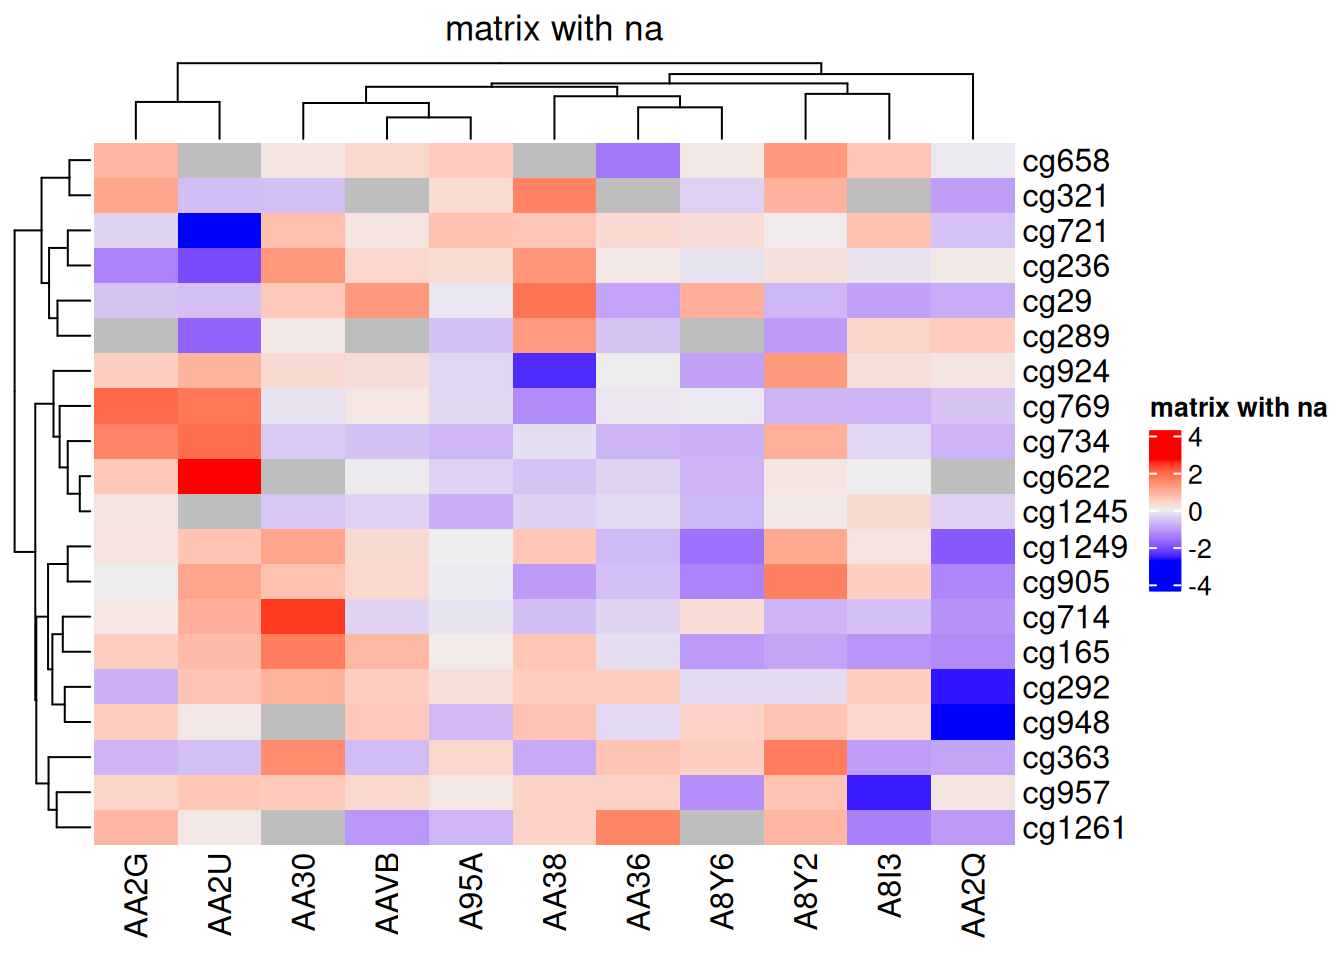 matrix with na
cg658
cg321
cg721
cg236
cg29
cg289
cg924
cg769
cg734
cg622
cg1245
cg1249
cg905
cg714
cg165
cg292
cg948
cg363
cg957
cg1261
AA2G
AA2U
AA30
AAVB
A95A
AA38
AA36
A8Y6
A8Y2
A8I3
AA2Q
matrix with na
4
2
0
-2
-4